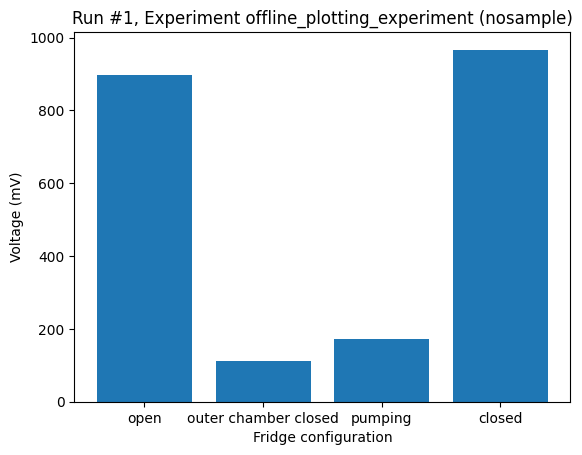 Run #1, Experiment offline_plotting_experiment (nosample)
1000
800
600
400
200
0
Voltage (mV)
open outer chamber closed pumping closed
Fridge configuration